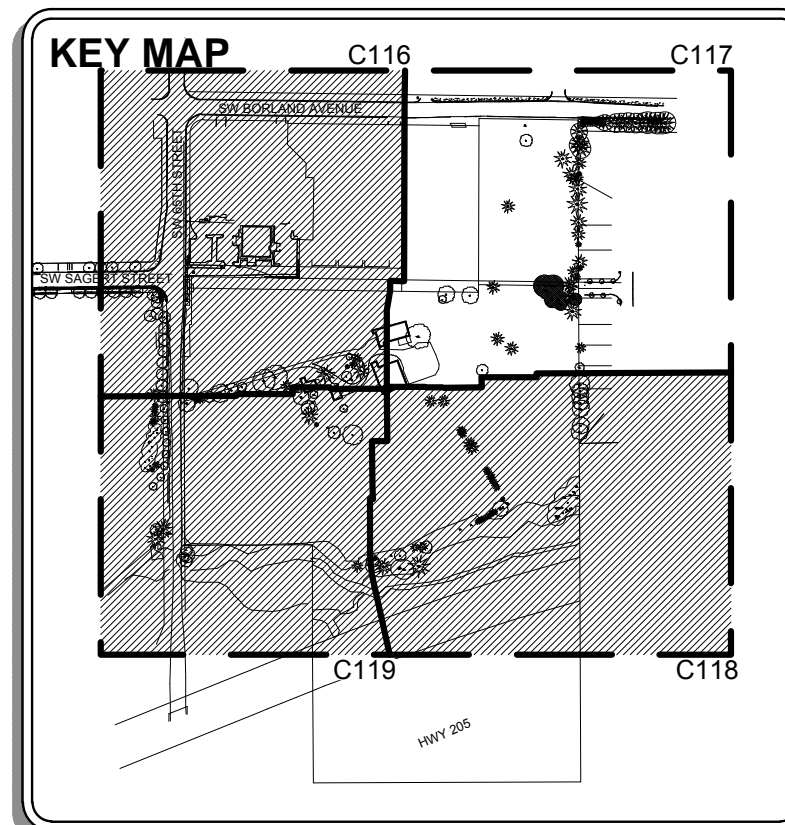 KEY MAP
C116
C117
SW BORLAND AVENUE
SW 65TH STREET
SW SAGERT STREET
C119
C118
HWY 205